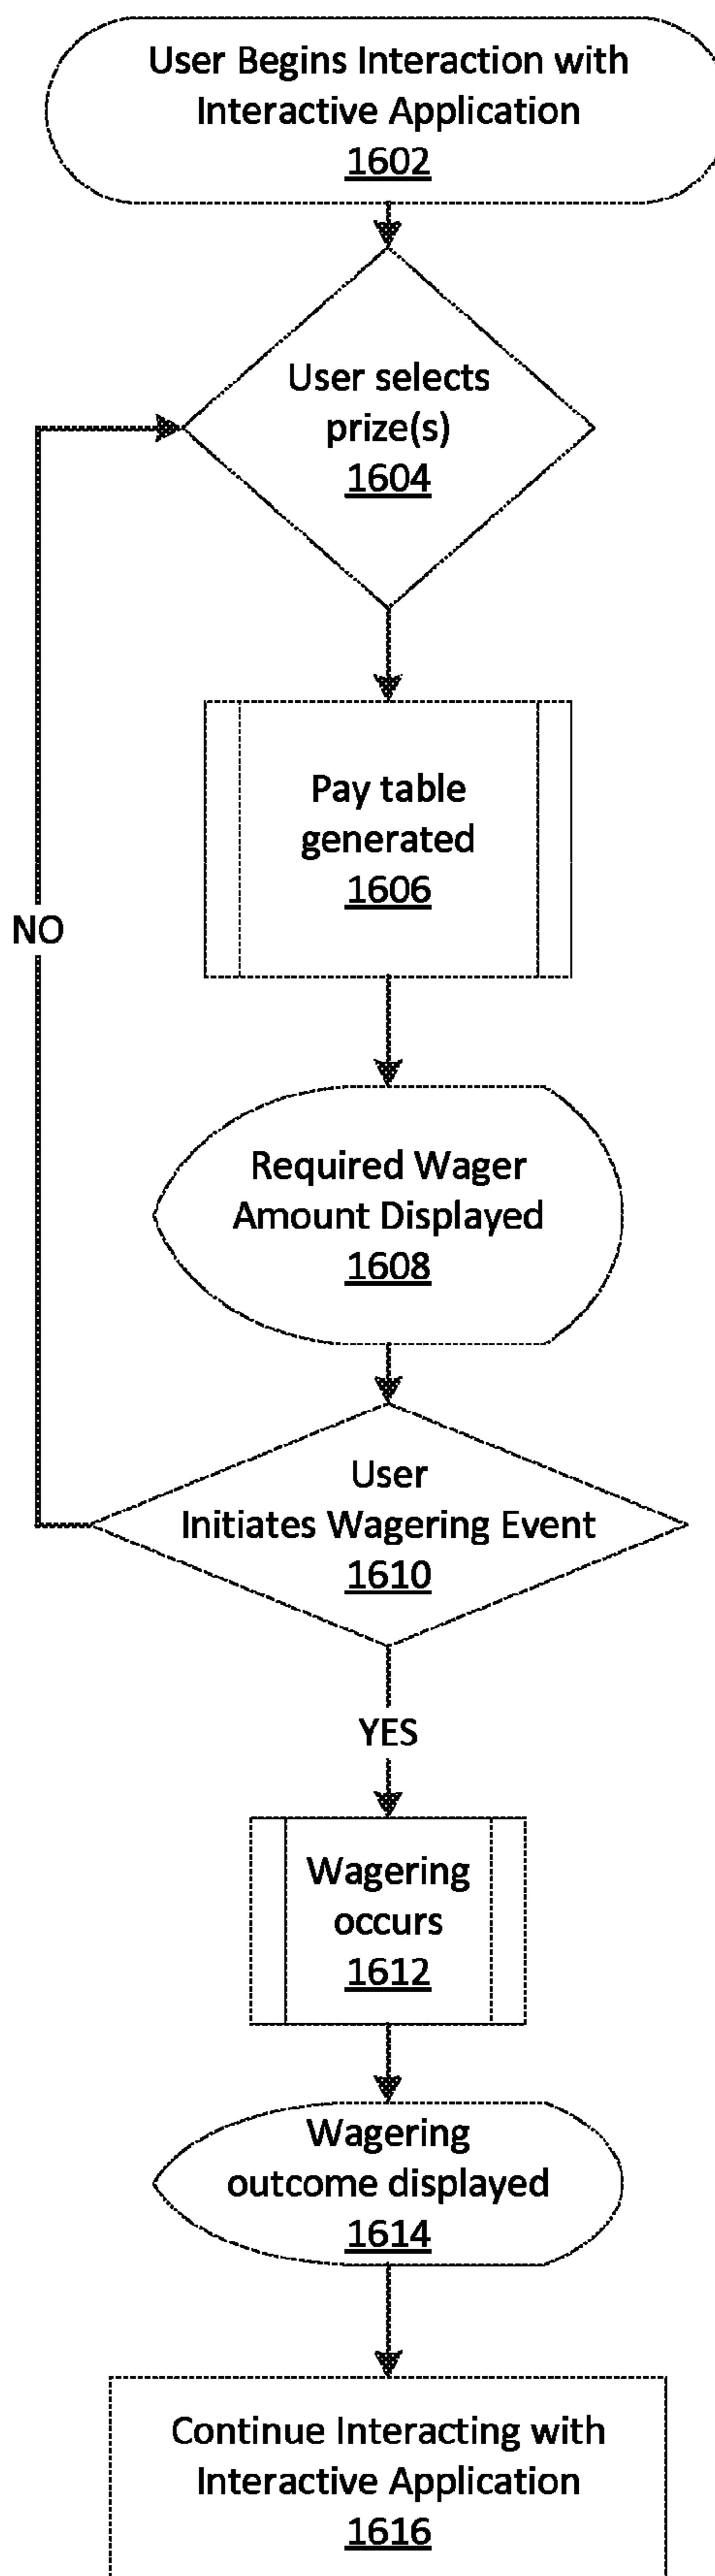 User Begins Interaction with
Interactive Application
1602
User selects
prize(s)
1604
Pay table
generated
1606
NO
Required Wager
Amount Displayed
1608
User
Initiates Wagering Event
1610
YES
Wagering
occurs
1612
Wagering
outcome displayed
1614
Continue Interacting with
Interactive Application
1616